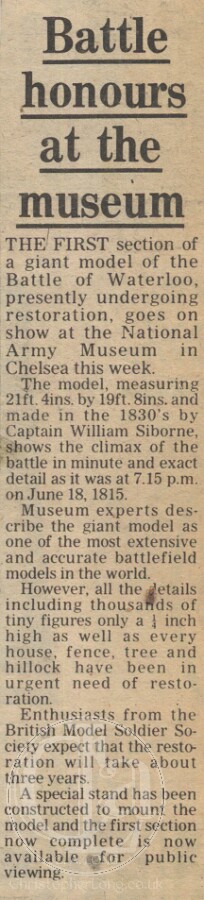 Battle
honours
at the
museum
THE FIRST section of
a giant model of the
Battle of Waterloo,
presently undergoing
restoration, goes on
show at the National
Army Museum in
Chelsea this week.
The model, measuring
21ft. 4ins. by 19ft. 8ins. and
made in the 1830's by
Captain William Siborne,
shows the climax of the
battle in minute and exact
detail as it was at 7.15 p.m.
on June 18, 1815.
Museum experts des-
cribe the giant model as
one of the most extensive
and accurate battlefield
models in the world.
However, all the details
including thousands of
tiny figures only a inch
high as well as every
house, fence, tree and
hillock have been in
urgent need of resto-
ration.
Enthusiasts from the
British Model Soldier So-
ciety expect that the resto-
ration will take about
three years.
A special stand has been
constructed to mount the
model and the first section
now complete is now
available for public
viewing.